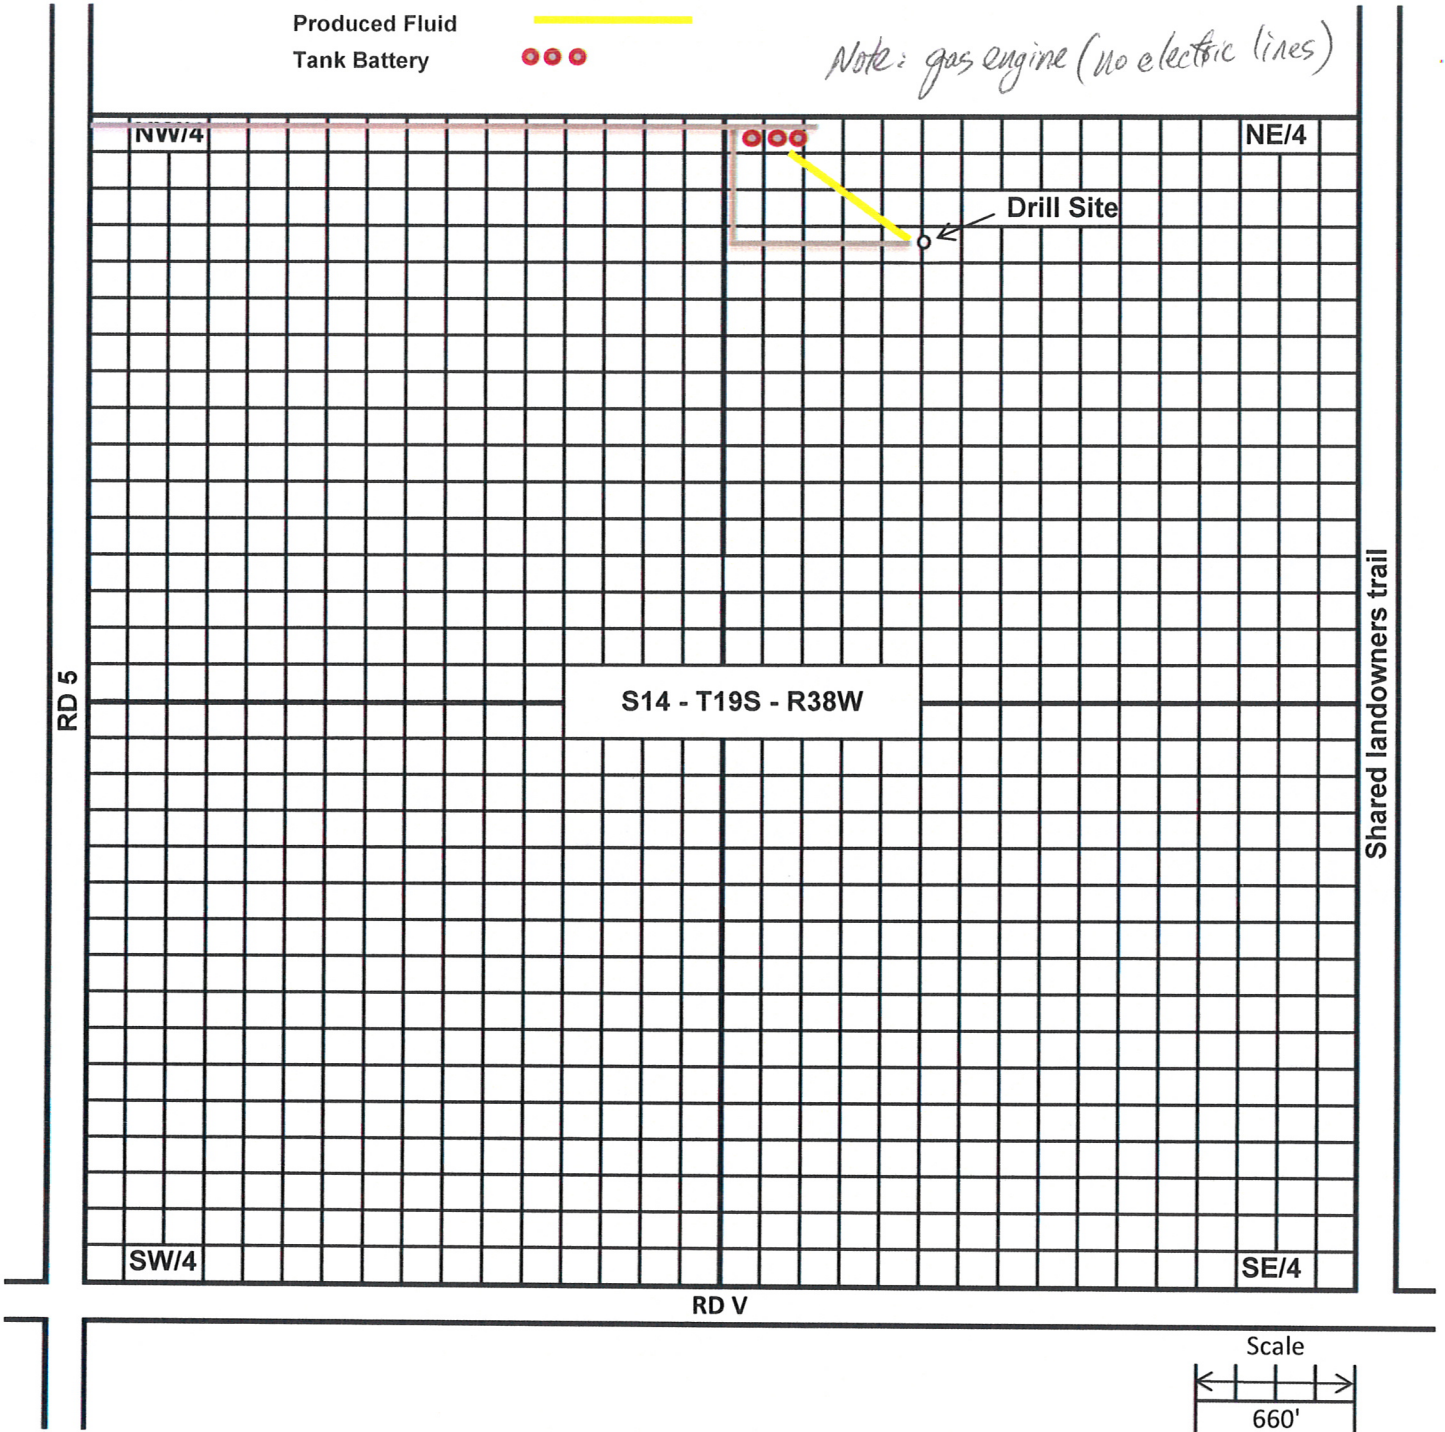 Produced Fluid
Tank Battery
Note: gas engine (no electric lines)
NW/4
NE/4
Drill Site
RD 5
S14 - T19S - R38W
Shared landowners trail
SW/4
SE/4
RD V
Scale
660'